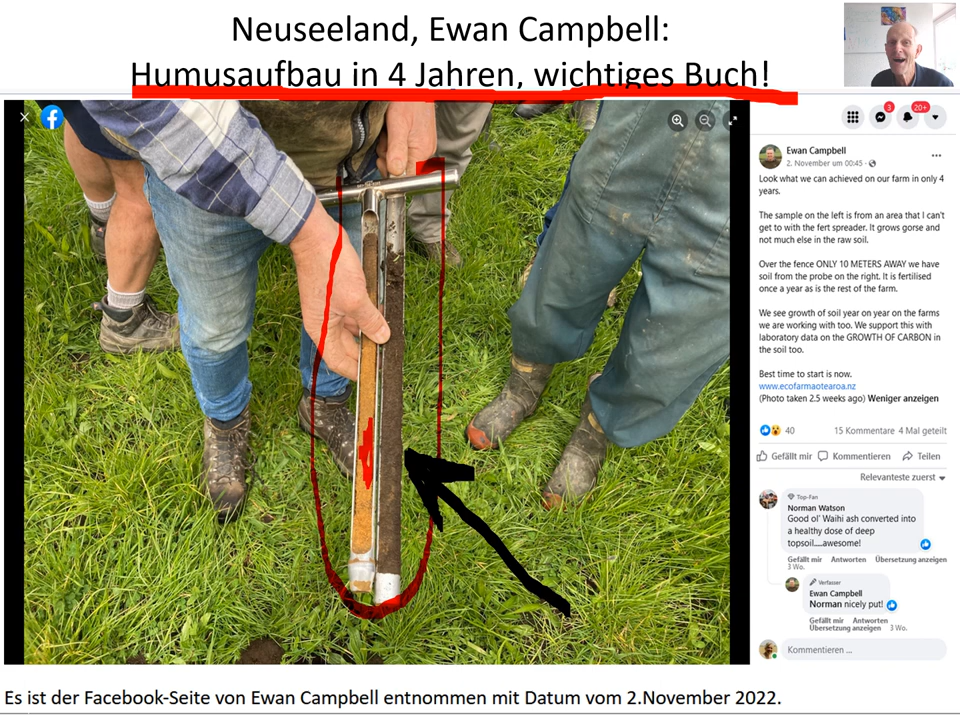 Neuseeland, Ewan Campbell:
Humusaufbau in 4 Jahren, wichtiges Buch!
3
20+
Ewan Campbell
2. November um 00:45 ·
Look what we can achieved on our farm in only 4
years.
The sample on the left is from an area that I can't
get to with the fert spreader. It grows gorse and
not much else in the raw soil.
Over the fence ONLY 10 METERS AWAY we have
soil from the probe on the right. It is fertilised
once a year as is the rest of the farm.
We see growth of soil year on year on the farms
we are working with too. We support this with
laboratory data on the GROWTH OF CARBON in
the soil too.
Best time to start is now.
www.ecofarmaotearoa.nz
(Photo taken 2.5 weeks ago) Weniger anzeigen
40 15 Kommentare 4 Mal geteilt
Gefällt mir Kommentieren Teilen
Relevanteste zuerst
Top-Fan
Norman Watson
Good ol' Waihi ash converted into
a healthy dose of deep
topsoil.....awesome!
Gefällt mir Antworten Übersetzung anzeigen
3 Wo.
Verfasser
Ewan Campbell
Norman nicely put!
Gefällt mir Antworten
Übersetzung anzeigen 3 Wo.
Kommentieren ...
Es ist der Facebook-Seite von Ewan Campbell entnommen mit Datum vom 2.November 2022.